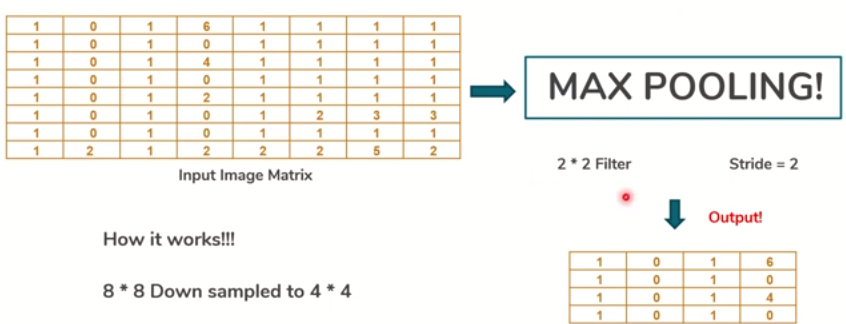 1 0 1 6 1 1 1 1
1 0 1 0 1 1 1 1
1 0 1 4 1 1 1 1
1 0 1 0 1 1 1 1
1 0 1 2 1 1 1 1
1 0 1 0 1 2 3 3
1 0 1 0 1 1 1 1
1 2 1 2 2 2 5 2
Input Image Matrix
MAX POOLING!
2 * 2 Filter
Stride = 2
Output!
How it works!!!
8 * 8 Down sampled to 4 * 4
1 0 1 6
1 0 1 0
1 0 1 4
1 0 1 0